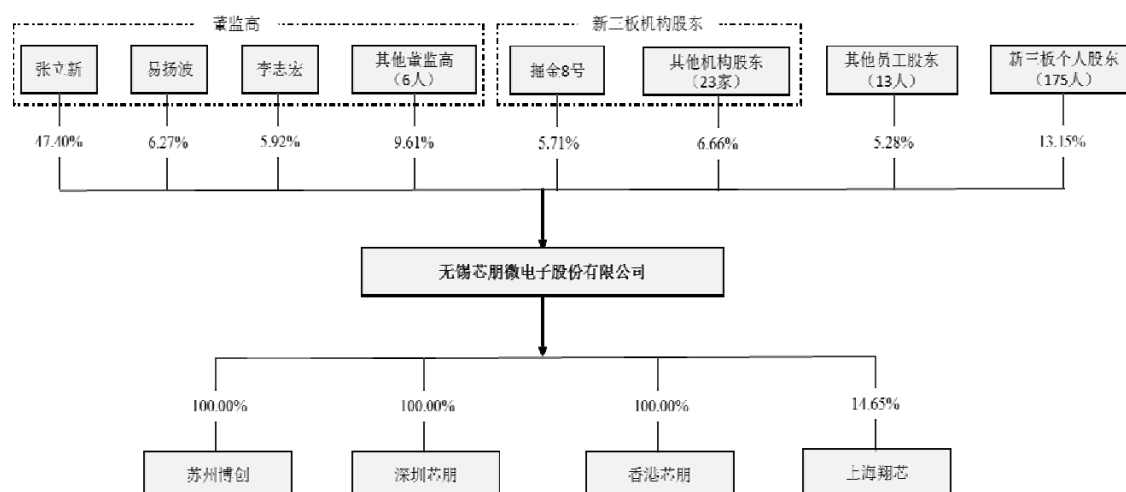 董监高
新三板机构股东
张立新
易扬波
李志宏
其他董监高
（6人）
掘金8号
其他机构股东
（23家）
其他员工股东
（13人）
新三板个人股东
（175人）
47.40%
6.27%
5.92%
9.61%
5.71%
6.66%
5.28%
13.15%
无锡芯朋微电子股份有限公司
100.00%
100.00%
100.00%
14.65%
苏州博创
深圳芯朋
香港芯朋
上海翔芯